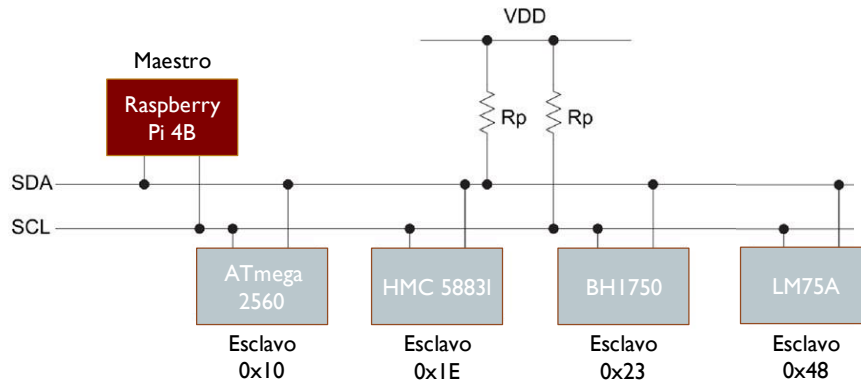 VDD
Maestro
Raspberry
Pi 4B
Rp
Rp
SDA
SCL
ATmega
2560
HMC 5883l
BH1750
LM75A
Esclavo
0x10
Esclavo
0x1E
Esclavo
0x23
Esclavo
0x48